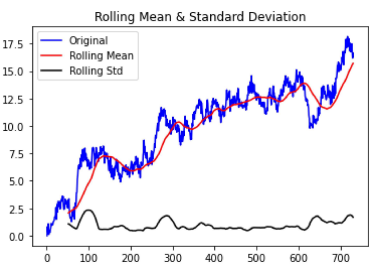 Rolling Mean & Standard Deviation
Original
Rolling Mean
Rolling Std
17.5
15.0
12.5
10.0
7.5
5.0
2.5
0.0
0 100 200 300 400 500 600 700